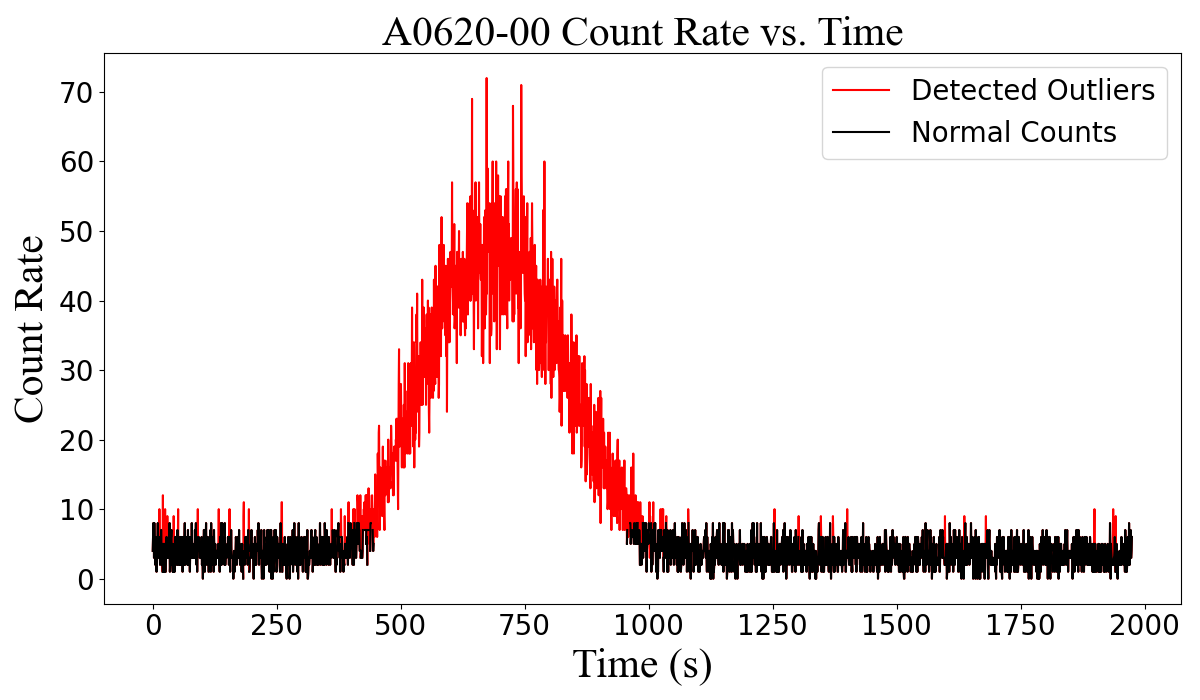 A0620-00 Count Rate vs. Time
Detected Outliers
Normal Counts
Count Rate
70
60
50
40
30
20
10
0
0 250 500 750 1000 1250 1500 1750 2000
Time (s)